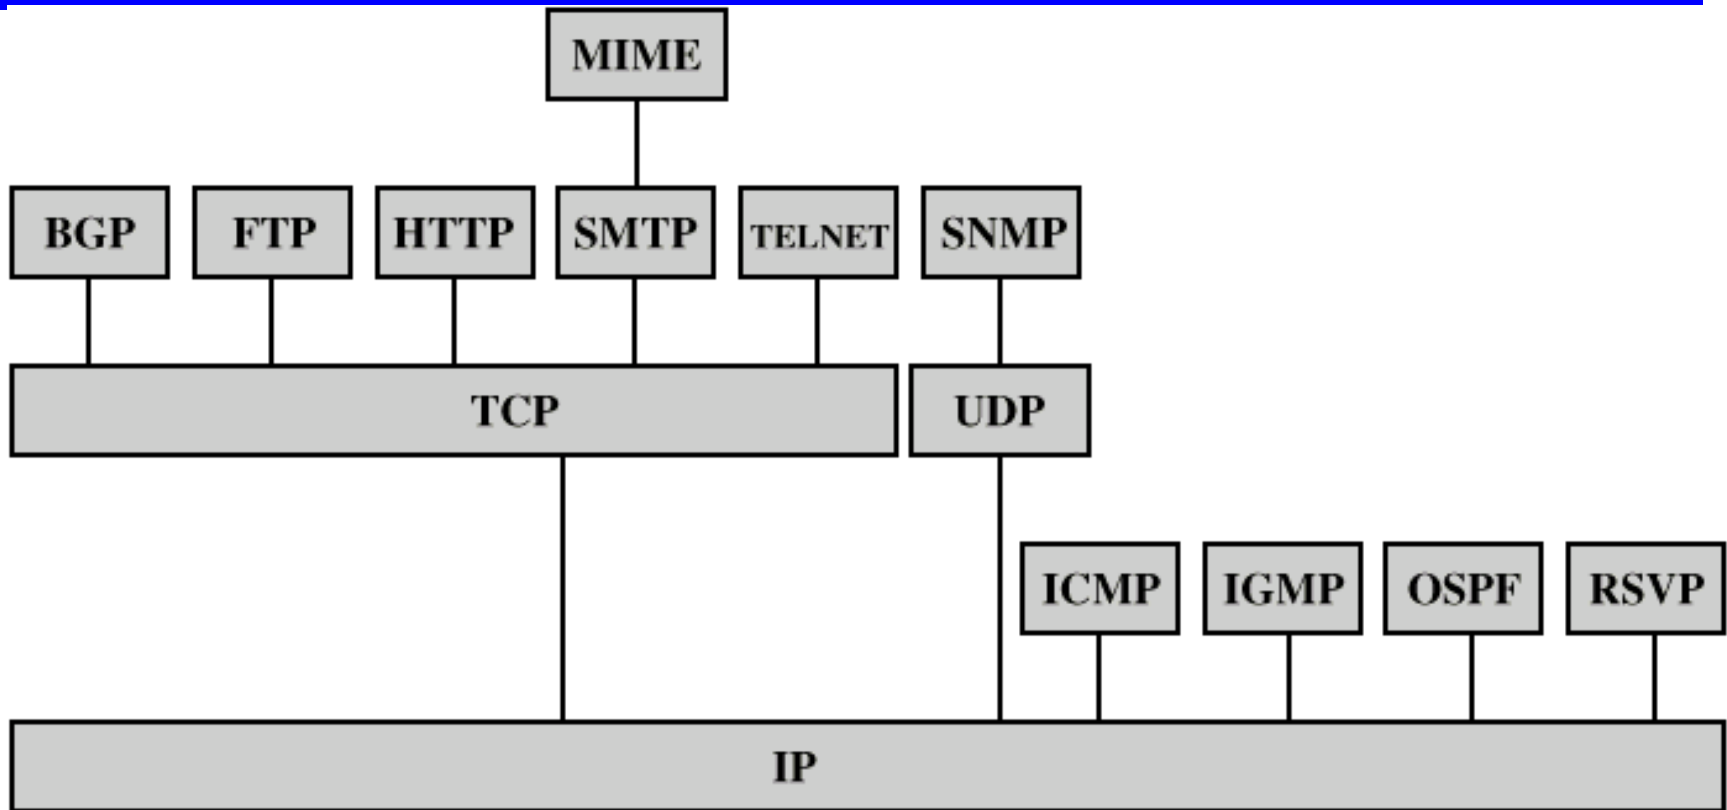 MIME
BGP
FTP
HTTP
SMTP
TELNET
SNMP
TCP
UDP
ICMP
IGMP
OSPF
RSVP
IP